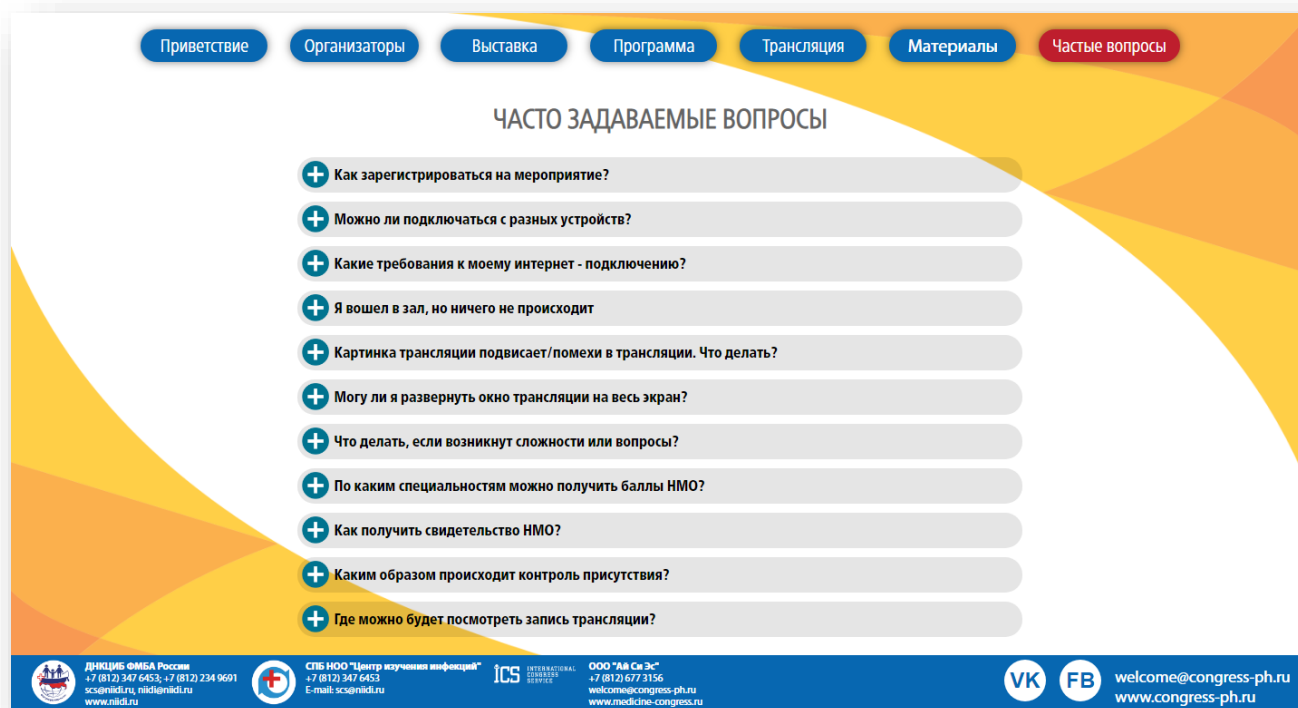 Приветствие
Организаторы
Выставка
Программа
Трансляция
Материалы
Частые вопросы
ЧАСТО ЗАДАВАЕМЫЕ ВОПРОСЫ
Как зарегистрироваться на мероприятие?
Можно ли подключаться с разных устройств?
Какие требования к моему интернет - подключению?
Я вошел в зал, но ничего не происходит
Картинка трансляции подвисает/помехи в трансляции. Что делать?
Могу ли я развернуть окно трансляции на весь экран?
Что делать, если возникнут сложности или вопросы?
По каким специальностям можно получить баллы НМО?
Как получить свидетельство НМО?
Каким образом происходит контроль присутствия?
Где можно будет посмотреть запись трансляции?
ДНКЦИБ ФМБА России
+7 (812) 347 6453; +7 (812) 234 9691
scs@niidi.ru, niidi@niidi.ru
www.niidi.ru
СПБ НОО "Центр изучения инфекций"
+7 (812) 347 6453
E-mail: scs@niidi.ru
ICS
INTERNATIONAL
CONGRESS
SERVICE
ООО "Ай Си Эс"
+7 (812) 677 3156
welcome@congress-ph.ru
www.medicine-congress.ru
VK
FB
welcome@congress-ph.ru
www.congress-ph.ru